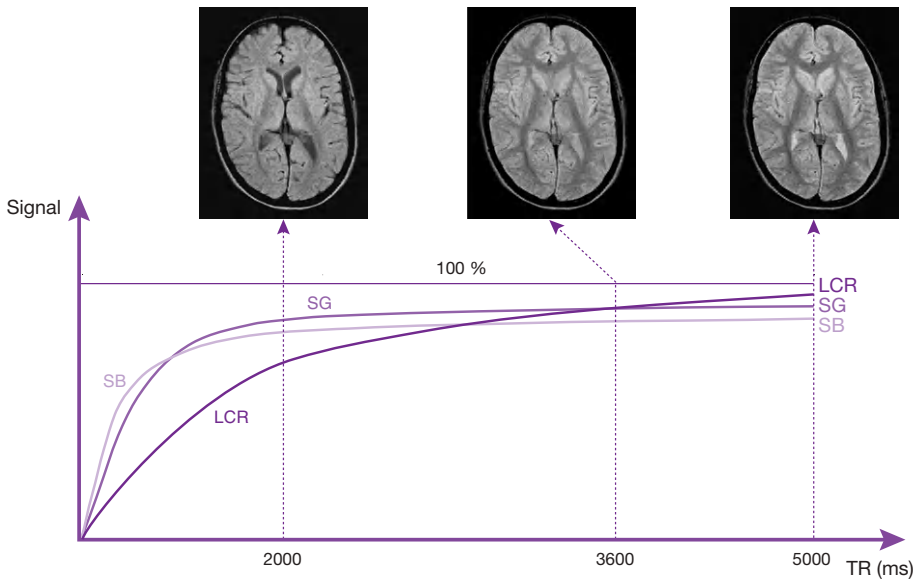 Signal
100 %
LCR
SG
SG
SB
SB
LCR
2000
3600
5000
TR (ms)